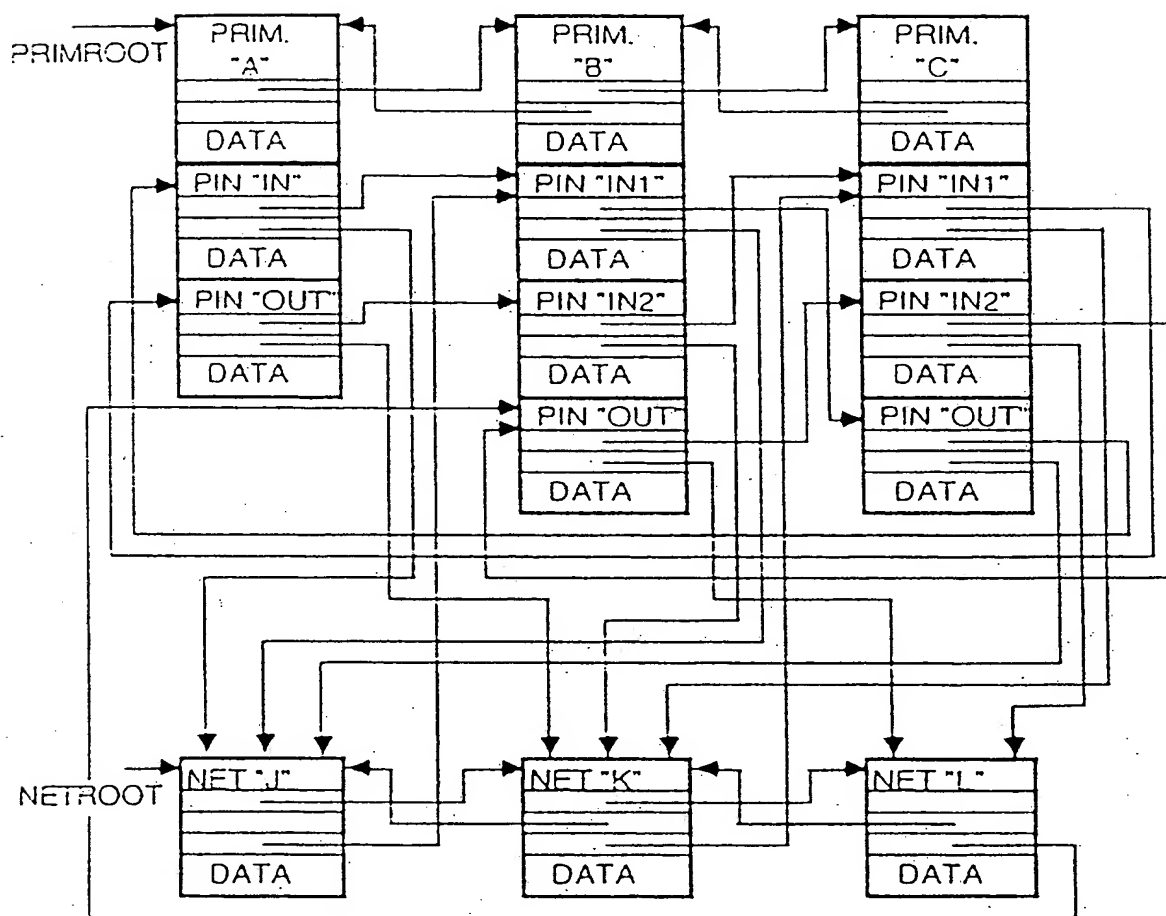 PRIMROOT
PRIM.
"A"
DATA
PIN "IN"
DATA
PIN "OUT"
DATA
PRIM.
"B"
DATA
PIN "IN1"
DATA
PIN "IN2"
DATA
PIN "OUT"
DATA
PRIM.
"C"
DATA
PIN "IN1"
DATA
PIN "IN2"
DATA
PIN "OUT"
DATA
NETROOT
NET "J"
DATA
NET "K"
DATA
NET "L"
DATA